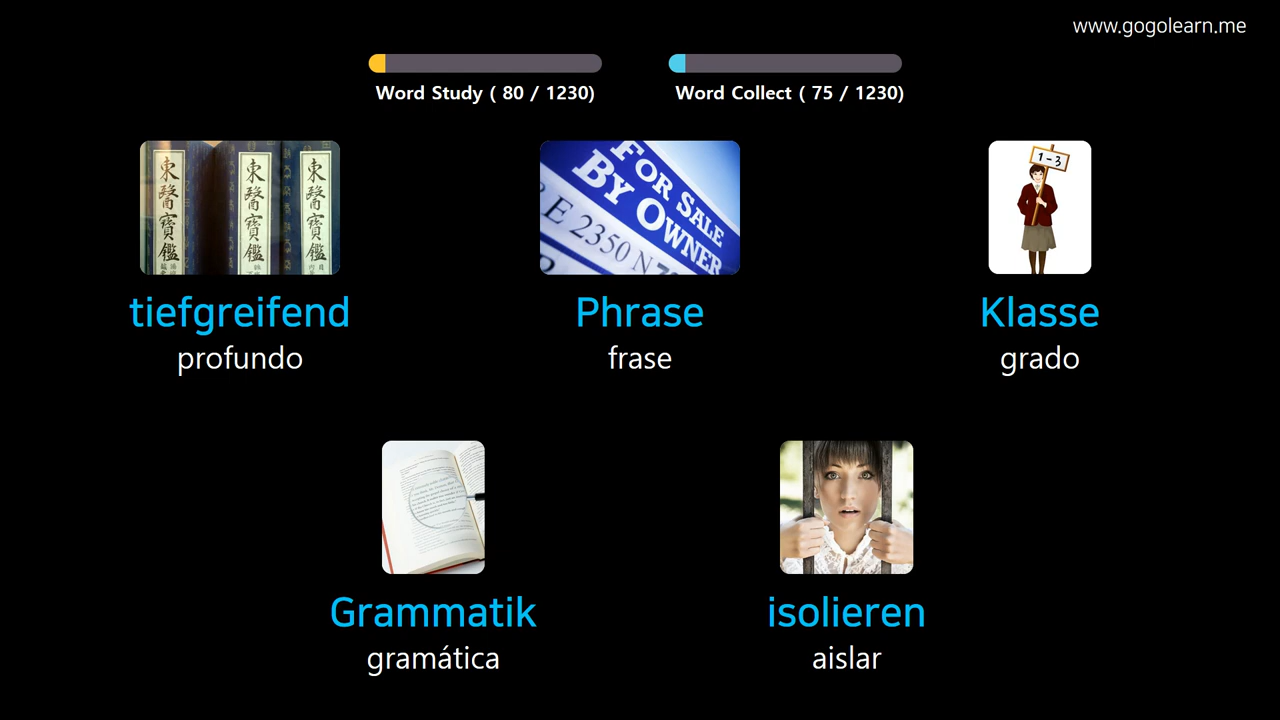 www.gogolearn.me
Word Study ( 80 / 1230)
Word Collect ( 75 / 1230)
東醫寶鑑
東醫寶鑑
東醫寶鑑
FOR SALE
BY OWNER
E 2350 N
1-3
tiefgreifend
Phrase
Klasse
profundo
frase
grado
Grammatik
isolieren
gramática
aislar